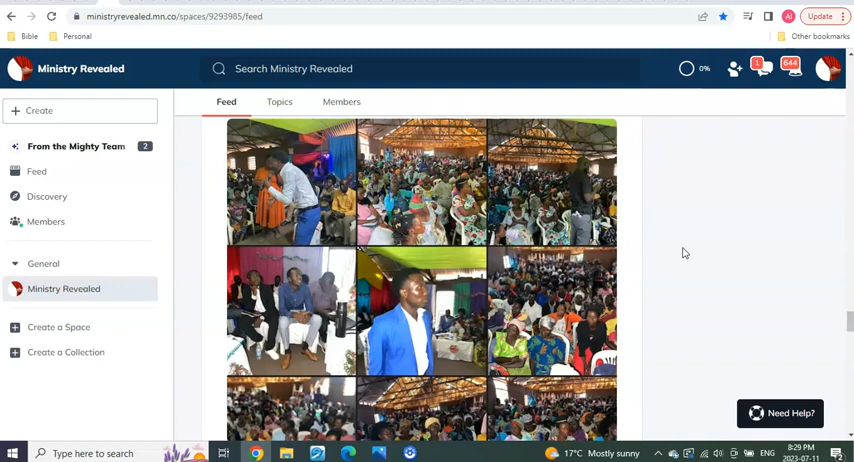 ministryrevealed.mn.co/spaces/9293985/feed
AI
Update
Bible
Personal
Other bookmarks
Ministry Revealed
Search Ministry Revealed
0%
1
644
Create
Feed
Topics
Members
From the Mighty Team
2
Feed
Discovery
Members
General
Ministry Revealed
Create a Space
Create a Collection
Need Help?
Type here to search
17°C Mostly sunny
ENG
8:29 PM
2023-07-11
2